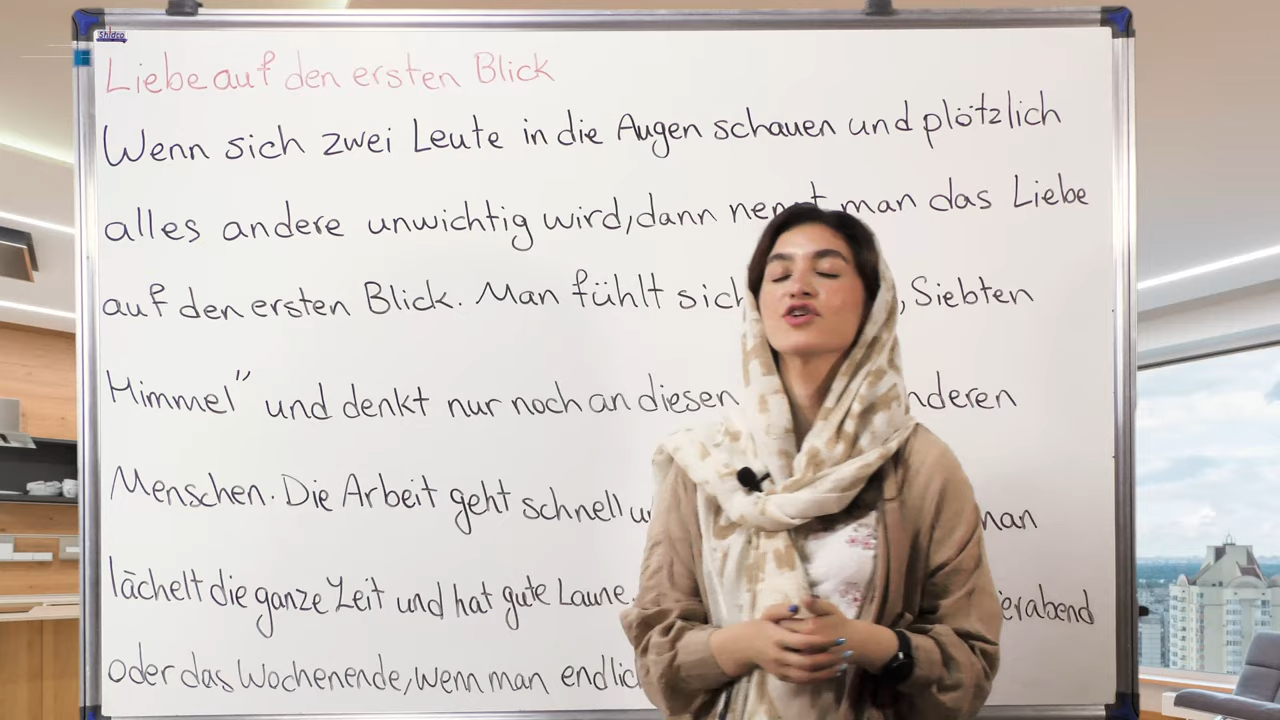 shideo
Liebe auf den ersten Blick
Wenn sich zwei Leute in die Augen schauen und plötzlich
alles andere unwichtig wird, dann nennt man das Liebe
auf den ersten Blick. Man fühlt sich , Siebten
Himmel" und denkt nur noch an diesen
Menschen. Die Arbeit geht schnell man
lächelt die ganze Zeit und hat gute Laune.
oder das Wochenende, wenn man